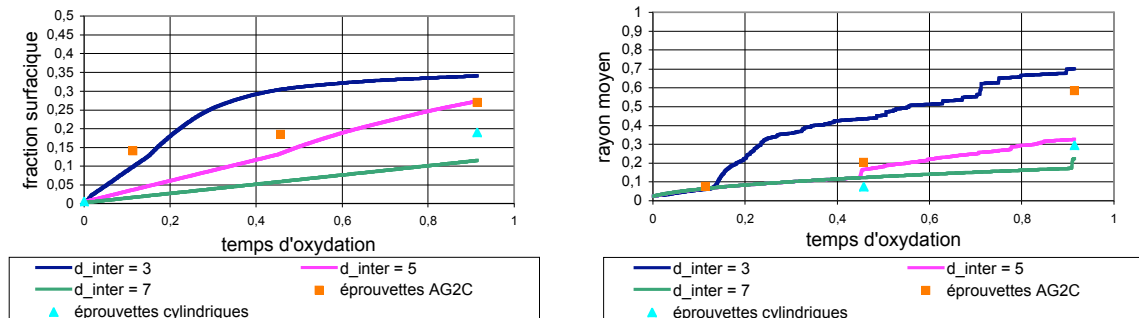 0,5
0,45
0,4
0,35
0,3
0,25
0,2
0,15
0,1
0,05
0
fraction surfacique
0 0,2 0,4 0,6 0,8 1
temps d'oxydation
d_inter = 3 d_inter = 5
d_inter = 7 éprouvettes AG2C
éprouvettes cylindriques
1
0,9
0,8
0,7
0,6
0,5
0,4
0,3
0,2
0,1
0
rayon moyen
0 0,2 0,4 0,6 0,8 1
temps d'oxydation
d_inter = 3 d_inter = 5
d_inter = 7 éprouvettes AG2C
éprouvettes cylindriques